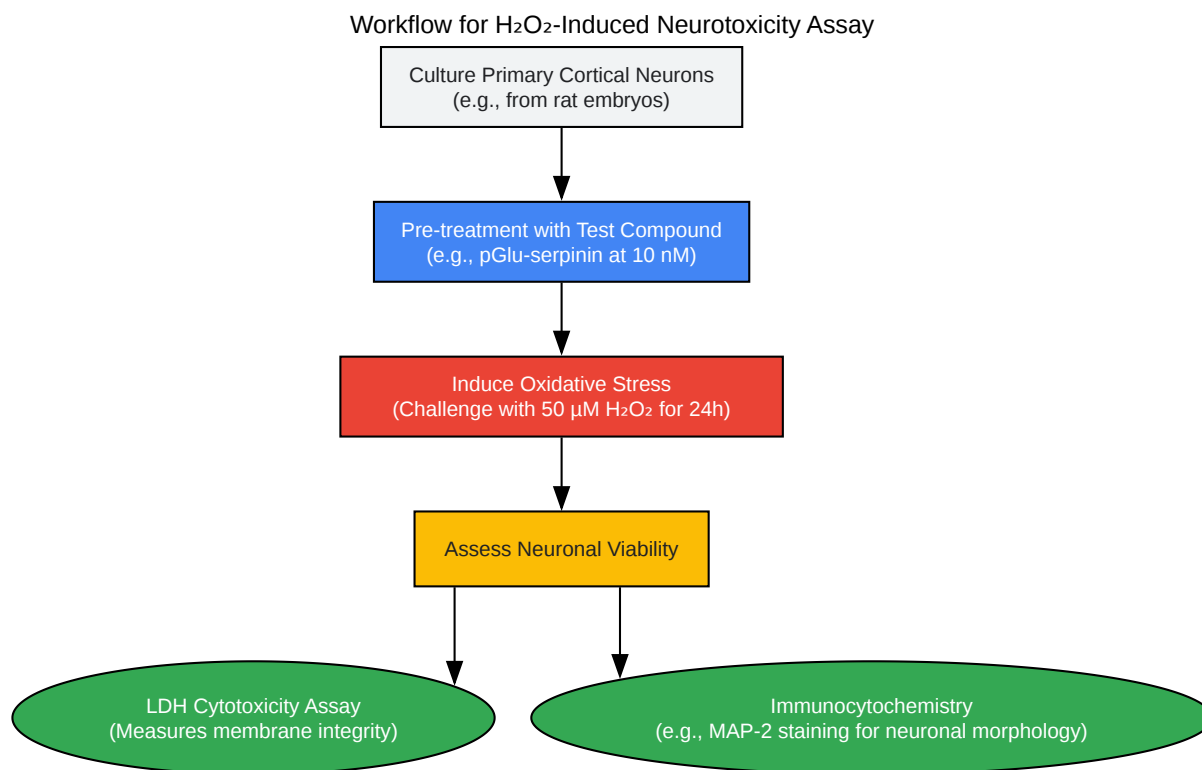 Workflow for H₂O₂-Induced Neurotoxicity Assay
Culture Primary Cortical Neurons
(e.g., from rat embryos)
Pre-treatment with Test Compound
(e.g., pGlu-serpinin at 10 nM)
Induce Oxidative Stress
(Challenge with 50 µM H₂O₂ for 24h)
Assess Neuronal Viability
LDH Cytotoxicity Assay
(Measures membrane integrity)
Immunocytochemistry
(e.g., MAP-2 staining for neuronal morphology)